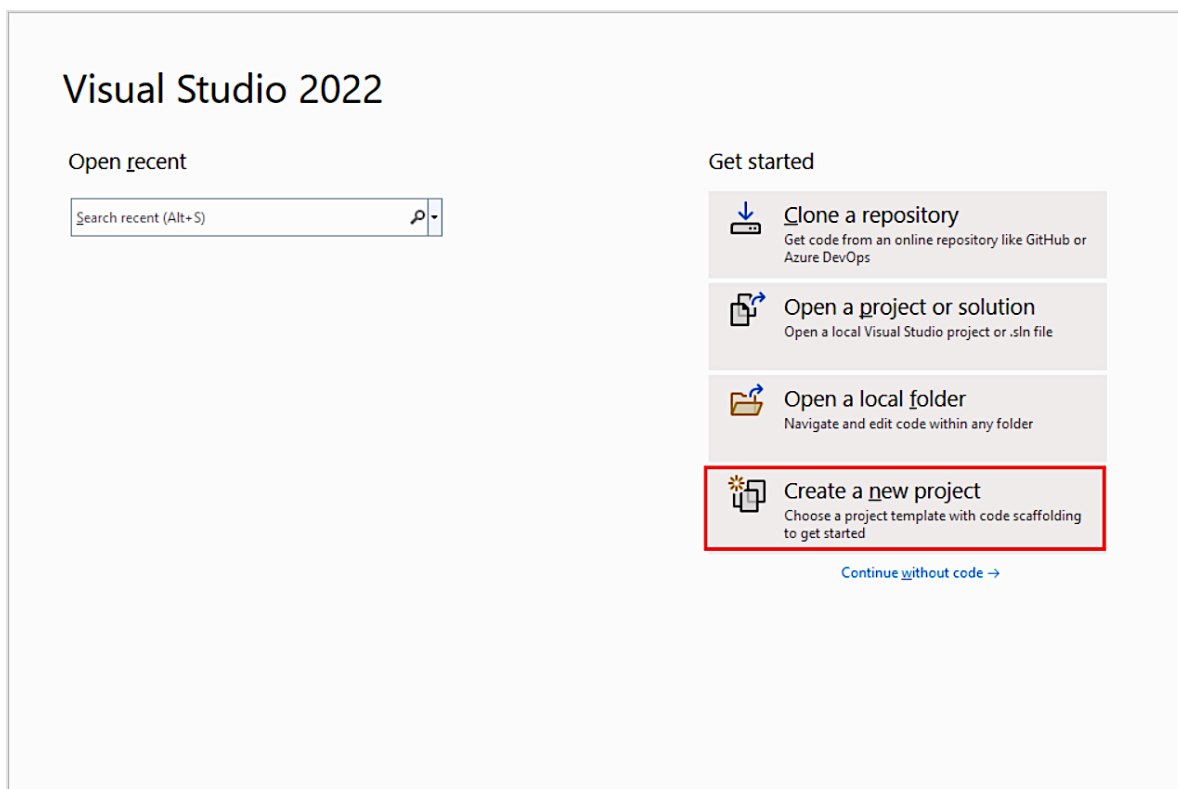 Visual Studio 2022
Open recent
Search recent (Alt+S)
Get started
Clone a repository
Get code from an online repository like GitHub or
Azure DevOps
Open a project or solution
Open a local Visual Studio project or .sln file
Open a local folder
Navigate and edit code within any folder
Create a new project
Choose a project template with code scaffolding
to get started
Continue without code →